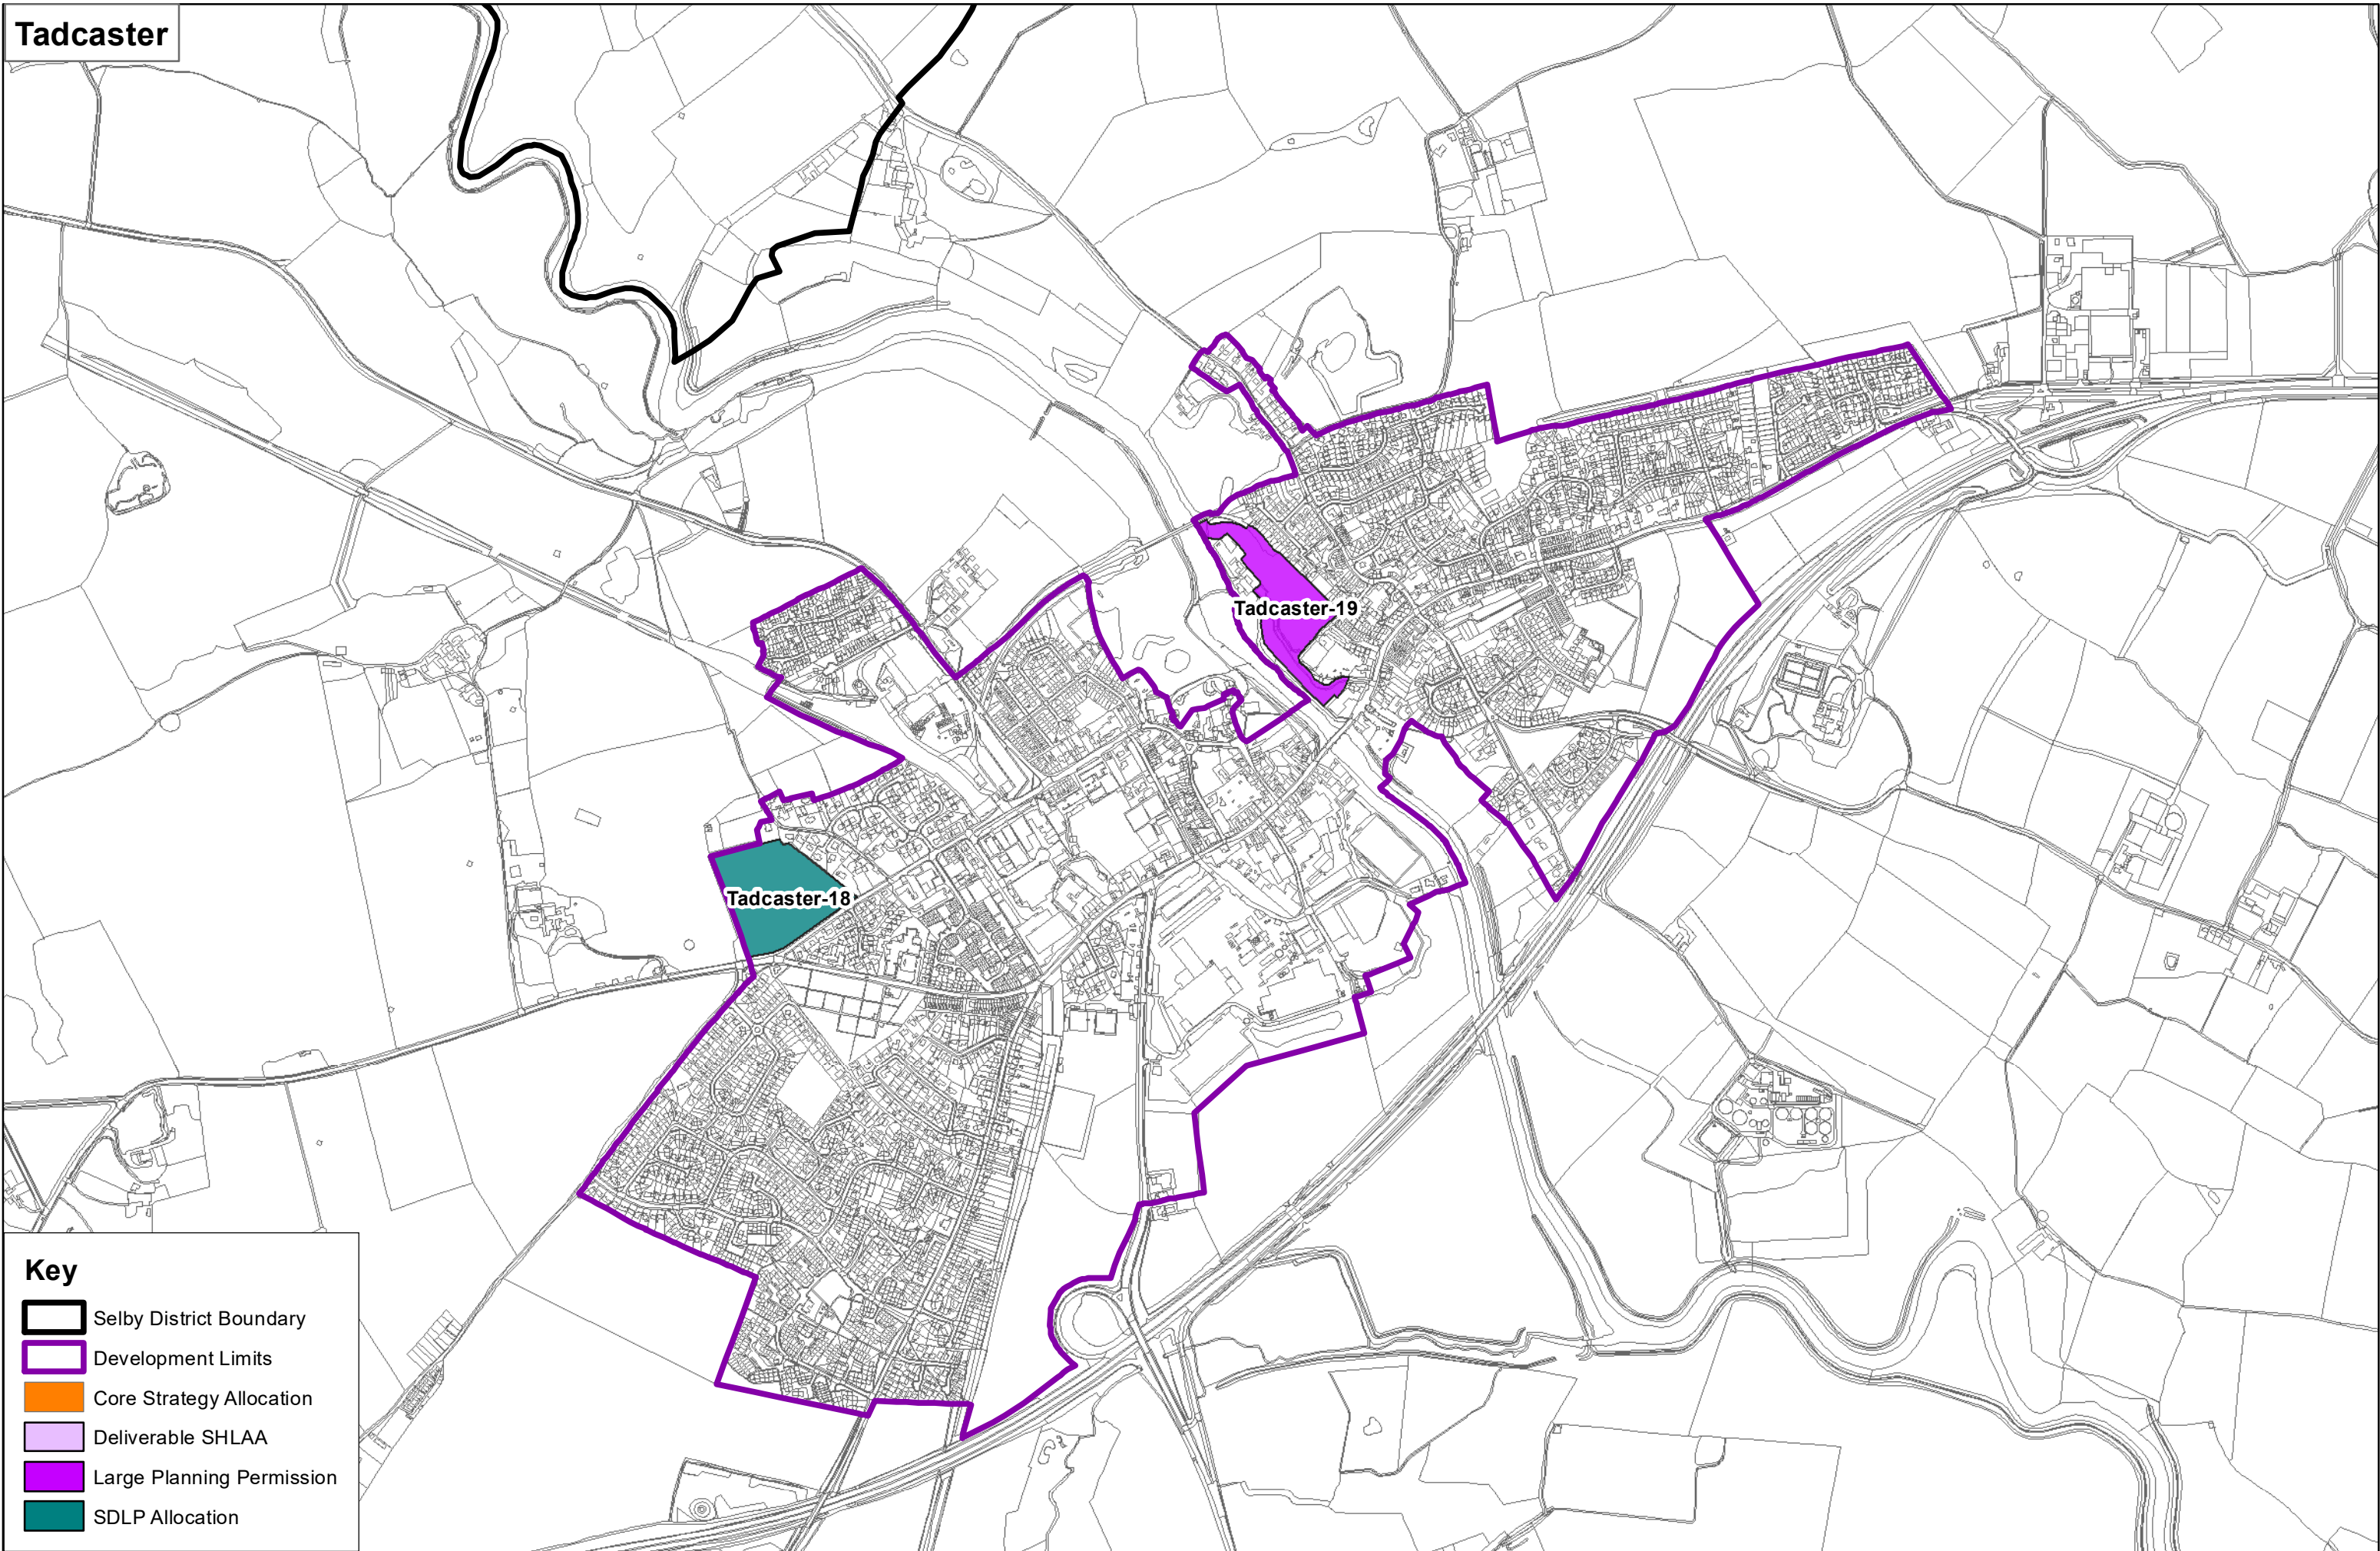 Tadcaster
Tadcaster-19
Tadcaster-18
Key
Selby District Boundary
Development Limits
Core Strategy Allocation
Deliverable SHLAA
Large Planning Permission
SDLP Allocation